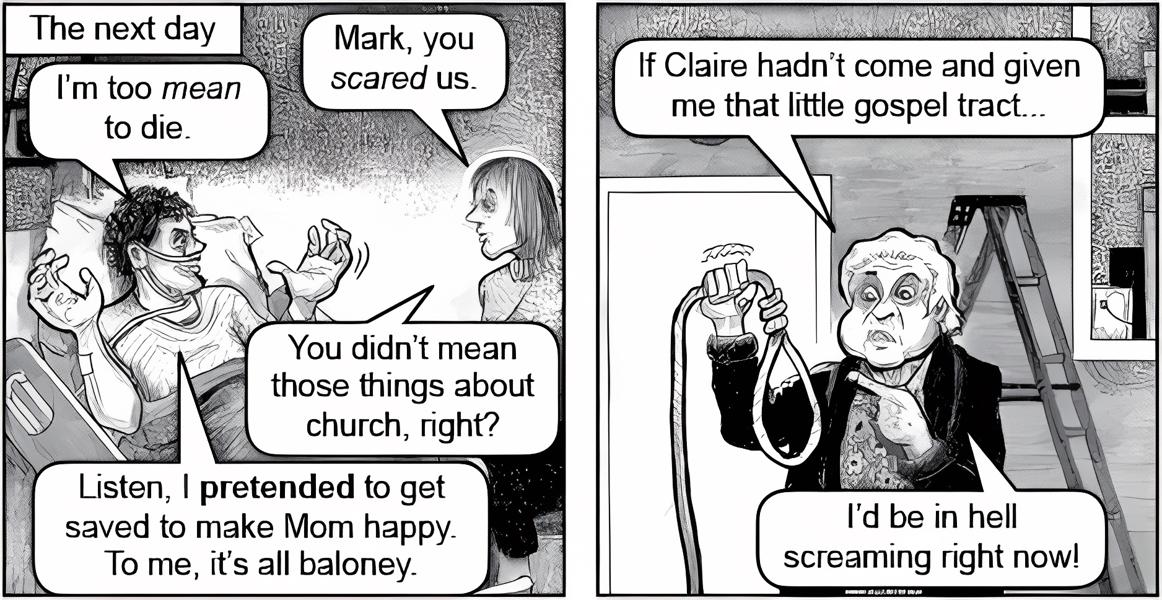 The next day
I'm too mean
to die.
Mark, you
scared us.
You didn't mean
those things about
church, right?
Listen, I pretended to get
saved to make Mom happy.
To me, it's all baloney.
If Claire hadn't come and given
me that little gospel tract...
I'd be in hell
screaming right now!